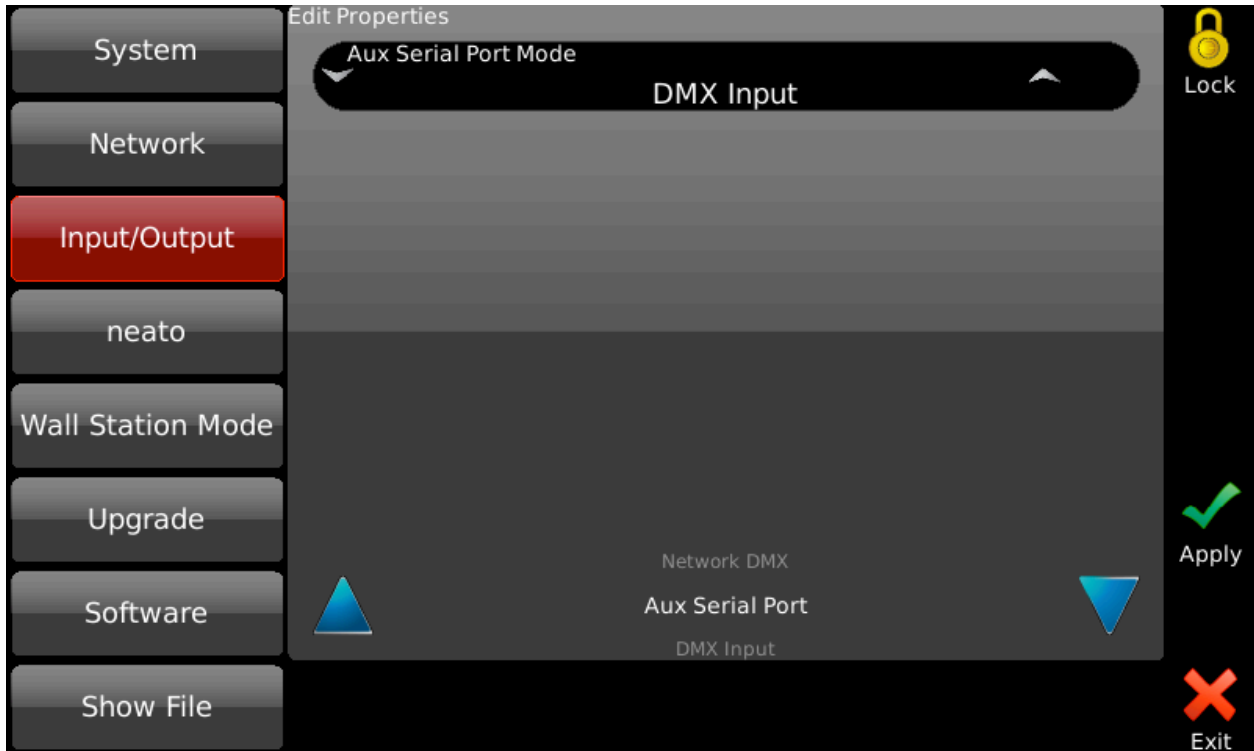 System
Network
Input/Output
neato
Wall Station Mode
Upgrade
Software
Show File
Edit Properties
Aux Serial Port Mode
DMX Input
Network DMX
Aux Serial Port
DMX Input
Lock
Apply
Exit